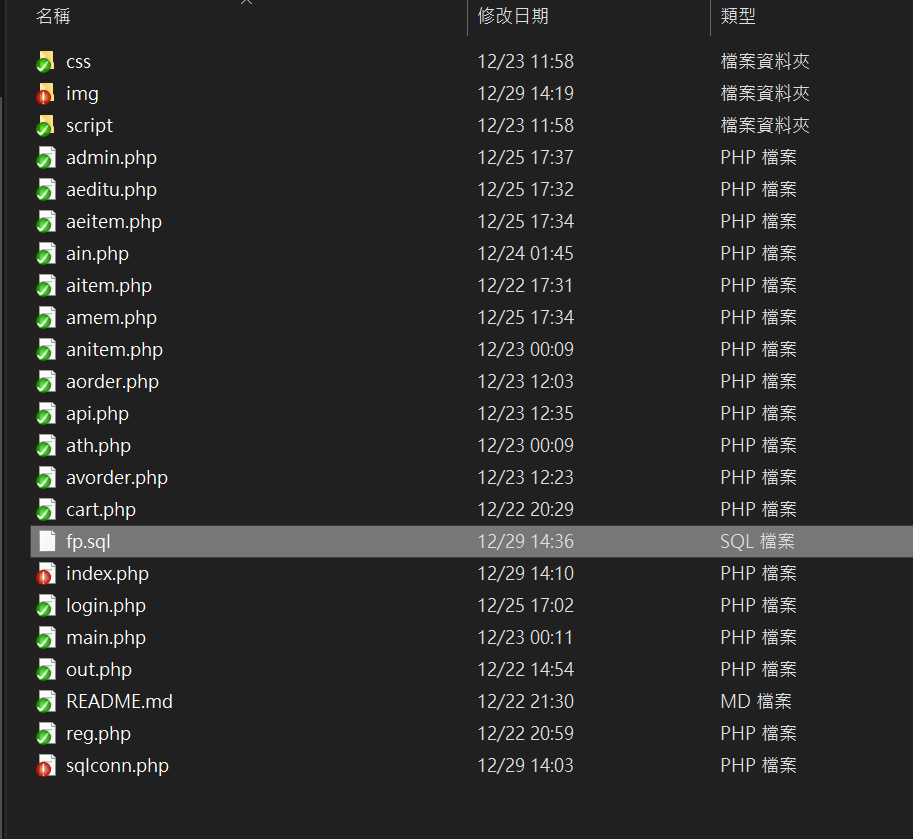 名稱 修改日期 類型
css 12/23 11:58 檔案資料夾
img 12/29 14:19 檔案資料夾
script 12/23 11:58 檔案資料夾
admin.php 12/25 17:37 PHP 檔案
aeditu.php 12/25 17:32 PHP 檔案
aeitem.php 12/25 17:34 PHP 檔案
ain.php 12/24 01:45 PHP 檔案
aitem.php 12/22 17:31 PHP 檔案
amem.php 12/25 17:34 PHP 檔案
anitem.php 12/23 00:09 PHP 檔案
aorder.php 12/23 12:03 PHP 檔案
api.php 12/23 12:35 PHP 檔案
ath.php 12/23 00:09 PHP 檔案
avorder.php 12/23 12:23 PHP 檔案
cart.php 12/22 20:29 PHP 檔案
fp.sql 12/29 14:36 SQL 檔案
index.php 12/29 14:10 PHP 檔案
login.php 12/25 17:02 PHP 檔案
main.php 12/23 00:11 PHP 檔案
out.php 12/22 14:54 PHP 檔案
README.md 12/22 21:30 MD 檔案
reg.php 12/22 20:59 PHP 檔案
sqlconn.php 12/29 14:03 PHP 檔案